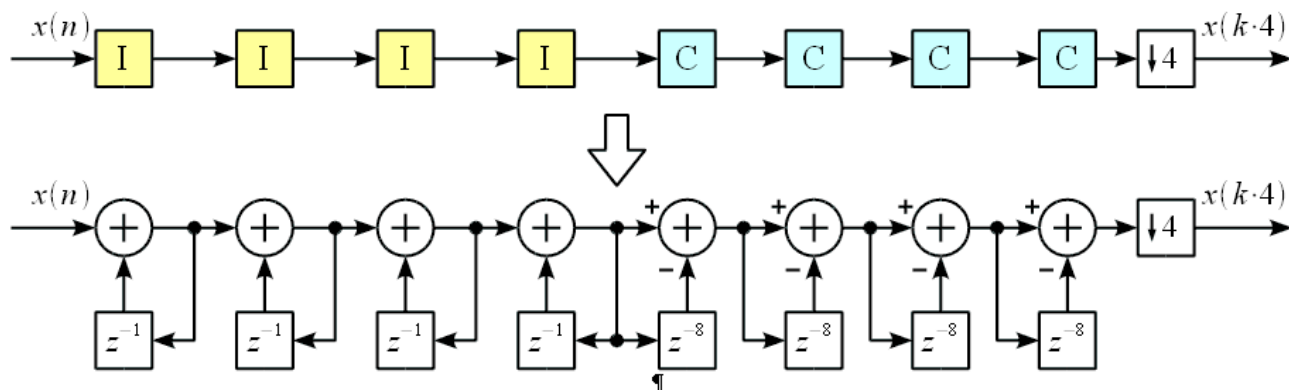 x(n) I I I I C C C C ↓4 x(k·4)
x(n) + + + + + + + + + + + + ↓4 x(k·4)
− − − −
z⁻¹ z⁻¹ z⁻¹ z⁻¹ z⁻⁸ z⁻⁸ z⁻⁸ z⁻⁸
¶